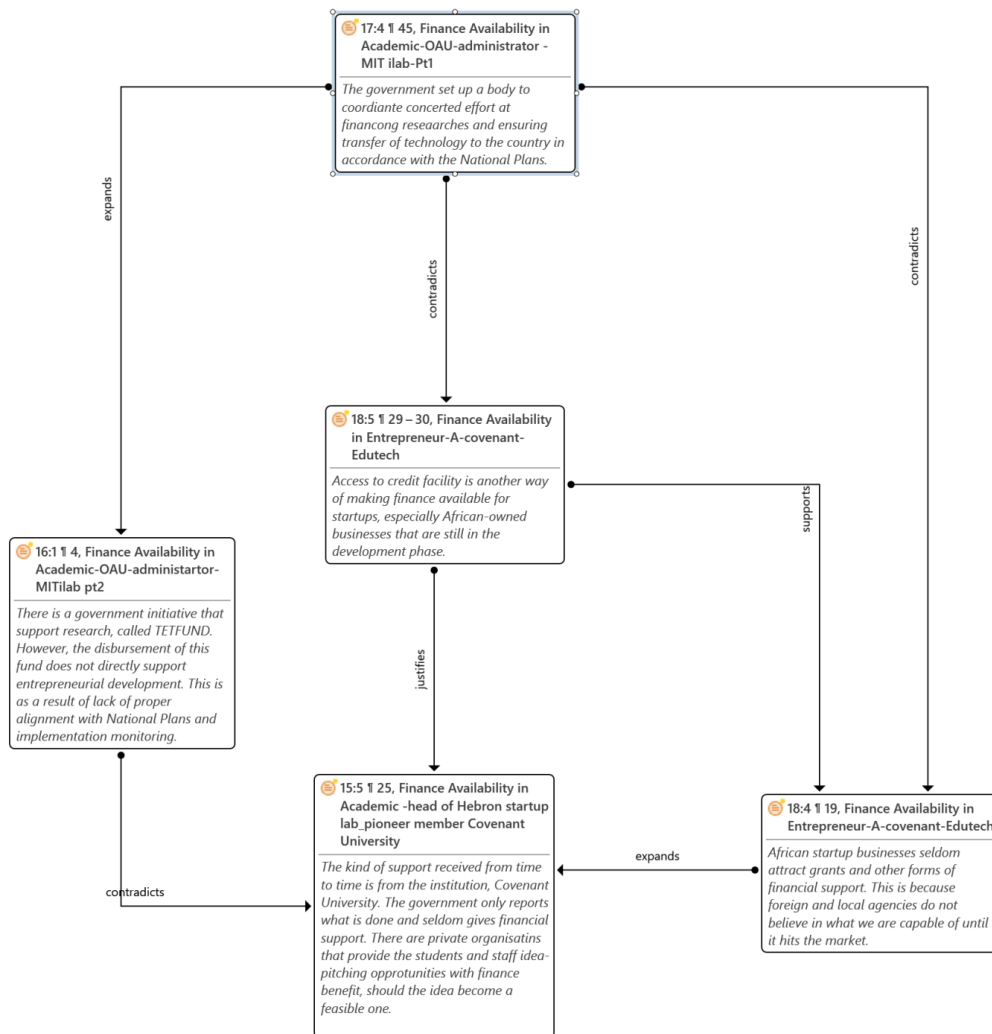 17:4 ¶ 45, Finance Availability in
Academic-OAU-administrator -
MIT ilab-Pt1
The government set up a body to
coordiante concerted effort at
financong reseaarches and ensuring
transfer of technology to the country in
accordance with the National Plans.
expands
contradicts
contradicts
18:5 ¶ 29 – 30, Finance Availability
in Entrepreneur-A-covenant-
Edutech
Access to credit facility is another way
of making finance available for
startups, especially African-owned
businesses that are still in the
development phase.
supports
16:1 ¶ 4, Finance Availability in
Academic-OAU-administartor-
MITilab pt2
There is a government initiative that
support research, called TETFUND.
However, the disbursement of this
fund does not directly support
entrepreneurial development. This is
as a result of lack of proper
alignment with National Plans and
implementation monitoring.
justifies
15:5 ¶ 25, Finance Availability in
Academic -head of Hebron startup
lab_pioneer member Covenant
University
The kind of support received from time
to time is from the institution, Covenant
University. The government only reports
what is done and seldom gives financial
support. There are private organisatins
that provide the students and staff idea-
pitching opprotunities with finance
benefit, should the idea become a
feasible one.
contradicts
expands
18:4 ¶ 19, Finance Availability in
Entrepreneur-A-covenant-Edutech
African startup businesses seldom
attract grants and other forms of
financial support. This is because
foreign and local agencies do not
believe in what we are capable of until
it hits the market.